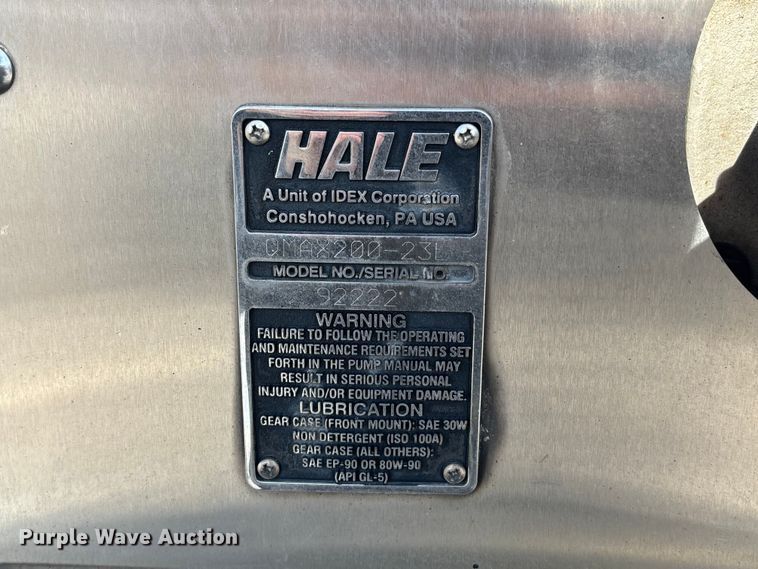 HALE
A Unit of IDEX Corporation
Conshohocken, PA USA
QMAX200-23L
MODEL NO./SERIAL NO.
92222
WARNING
FAILURE TO FOLLOW THE OPERATING
AND MAINTENANCE REQUIREMENTS SET
FORTH IN THE PUMP MANUAL MAY
RESULT IN SERIOUS PERSONAL
INJURY AND/OR EQUIPMENT DAMAGE.
LUBRICATION
GEAR CASE (FRONT MOUNT): SAE 30W
NON DETERGENT (ISO 100A)
GEAR CASE (ALL OTHERS):
SAE EP-90 OR 80W-90
(API GL-5)
Purple Wave Auction